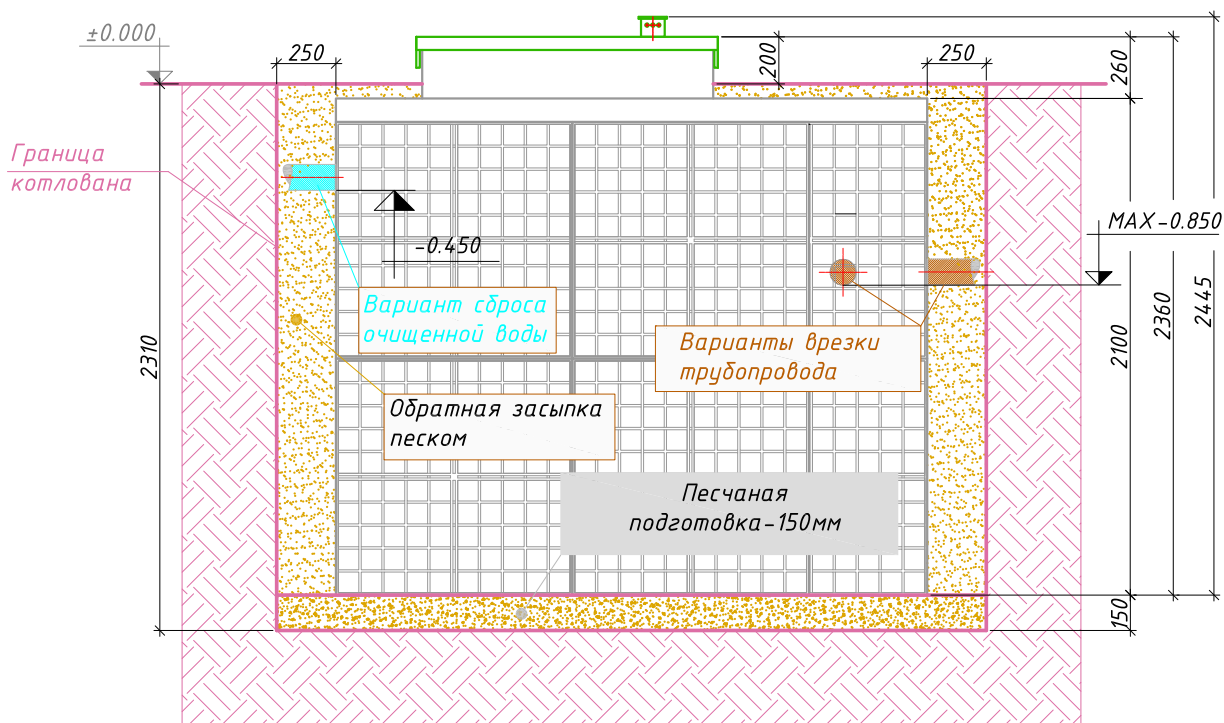 ±0.000
250
200
250
260
Граница
котлована
MAX-0.850
-0.450
Вариант сброса
очищенной воды
Варианты врезки
трубопровода
2310
2100
2360
2445
Обратная засыпка
песком
Песчаная
подготовка-150мм
150